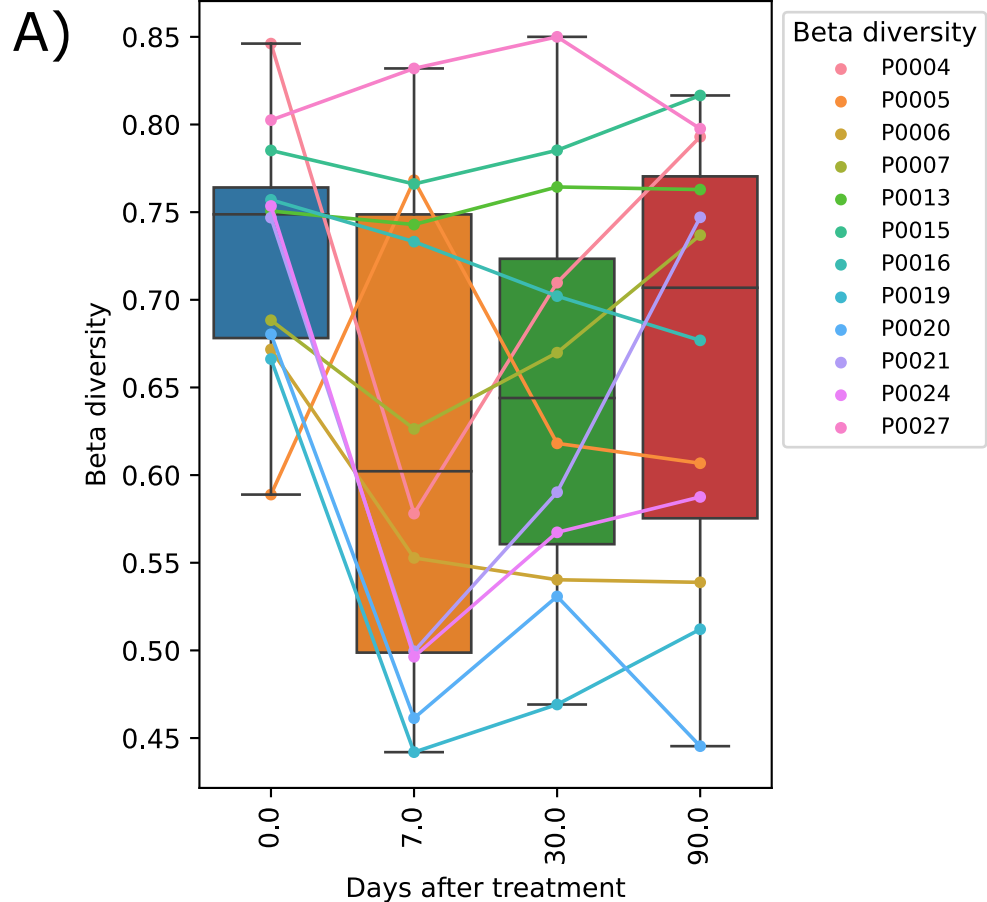 A)
Beta diversity
0.85
0.80
0.75
0.70
0.65
0.60
0.55
0.50
0.45
0.0
7.0
30.0
90.0
Days after treatment
Beta diversity
P0004
P0005
P0006
P0007
P0013
P0015
P0016
P0019
P0020
P0021
P0024
P0027